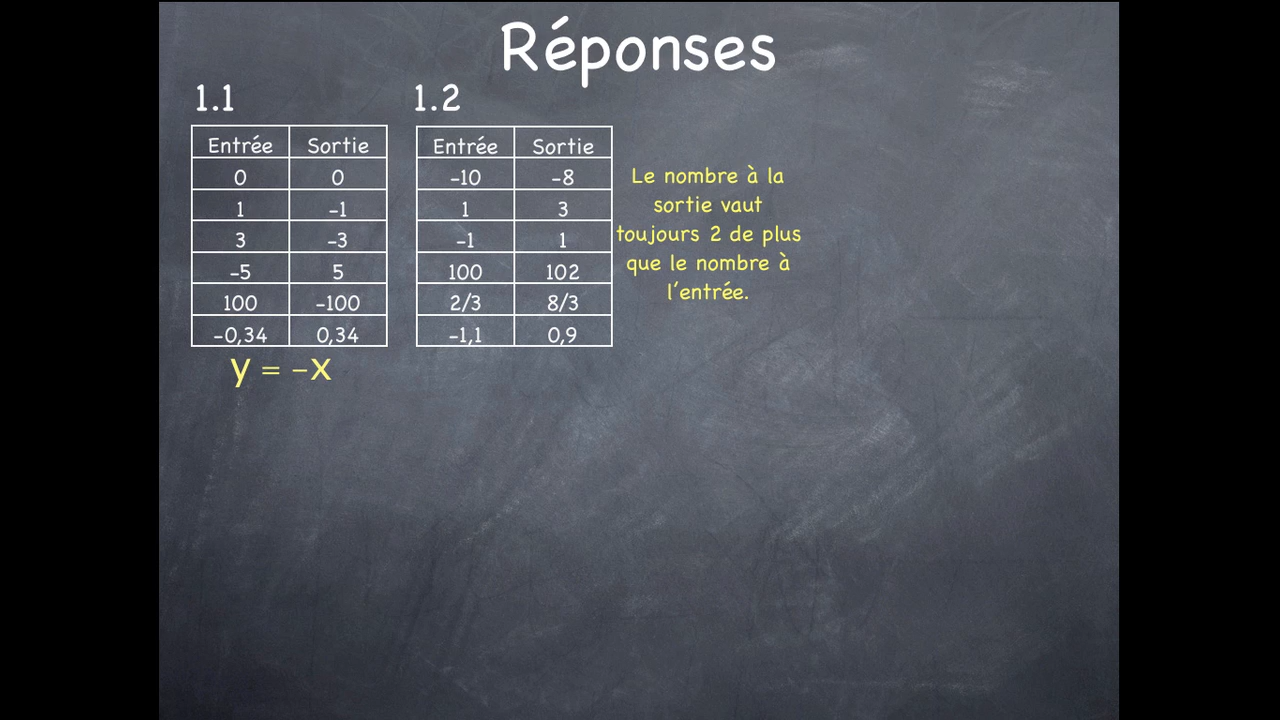 Réponses
1.1
Entrée Sortie
0 0
1 -1
3 -3
-5 5
100 -100
-0,34 0,34
y = -x
1.2
Entrée Sortie
-10 -8
1 3
-1 1
100 102
2/3 8/3
-1,1 0,9
Le nombre à la
sortie vaut
toujours 2 de plus
que le nombre à
l'entrée.